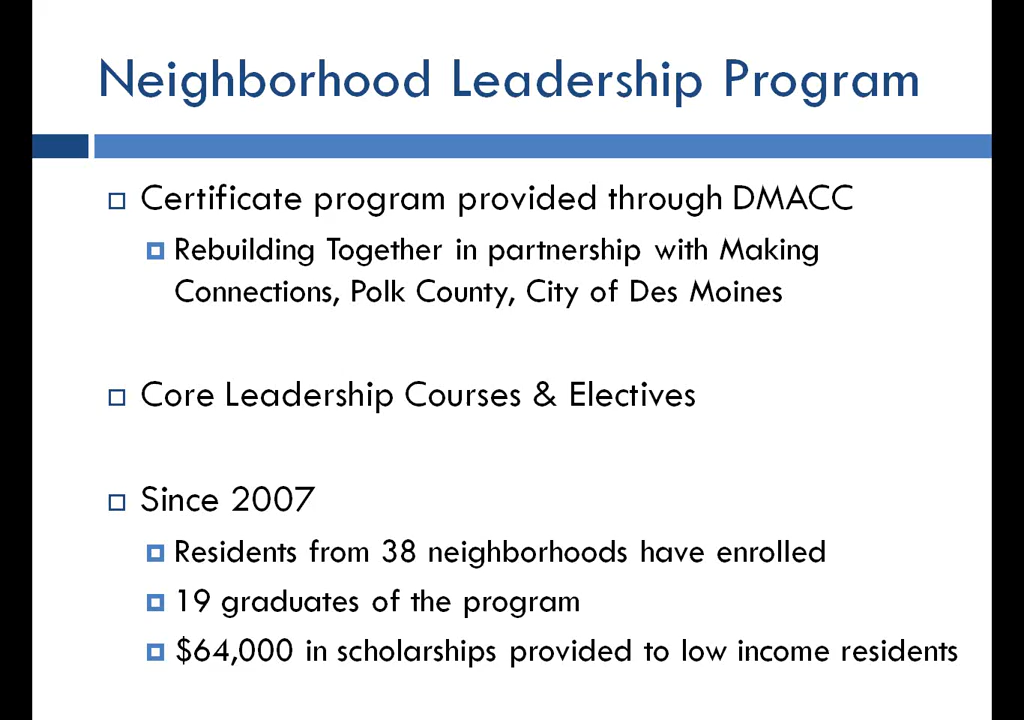 Neighborhood Leadership Program
Certificate program provided through DMACC
Rebuilding Together in partnership with Making
Connections, Polk County, City of Des Moines
Core Leadership Courses & Electives
Since 2007
Residents from 38 neighborhoods have enrolled
19 graduates of the program
$64,000 in scholarships provided to low income residents